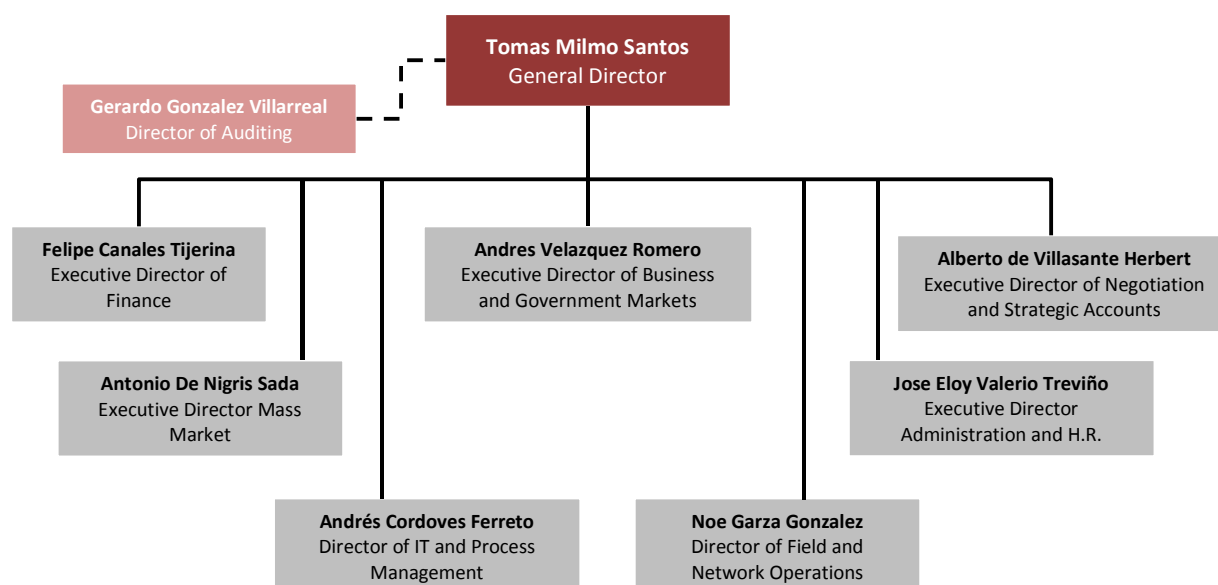 Tomas Milmo Santos
General Director
Gerardo Gonzalez Villarreal
Director of Auditing
Felipe Canales Tijerina
Executive Director of
Finance
Andres Velazquez Romero
Executive Director of Business
and Government Markets
Alberto de Villasante Herbert
Executive Director of Negotiation
and Strategic Accounts
Antonio De Nigris Sada
Executive Director Mass
Market
Jose Eloy Valerio Treviño
Executive Director
Administration and H.R.
Andrés Cordoves Ferreto
Director of IT and Process
Management
Noe Garza Gonzalez
Director of Field and
Network Operations